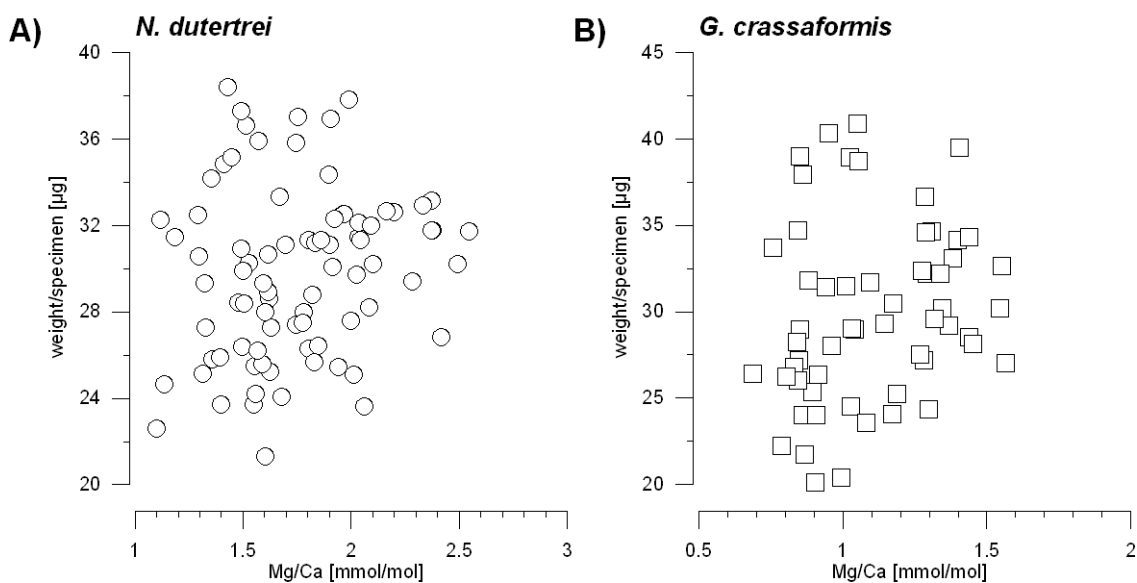 A) N. dutertrei
40
36
32
28
24
20
weight/specimen [µg]
1 1.5 2 2.5 3
Mg/Ca [mmol/mol]
B) G. crassaformis
45
40
35
30
25
20
weight/specimen [µg]
0.5 1 1.5 2
Mg/Ca [mmol/mol]